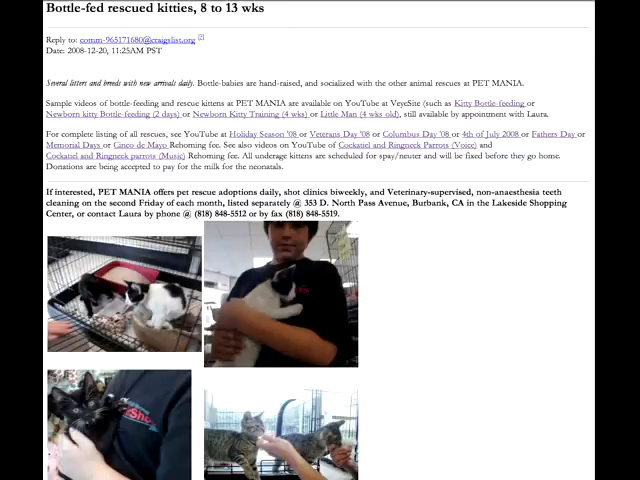 Bottle-fed rescued kitties, 8 to 13 wks
Reply to: comm-965171680@craigslist.org [?]
Date: 2008-12-20, 11:25AM PST
Several litters and breeds with new arrivals daily. Bottle-babies are hand-raised, and socialized with the other animal rescues at PET MANIA.
Sample videos of bottle-feeding and rescue kittens at PET MANIA are available on YouTube at VeyeSite (such as Kitty Bottle-feeding or
Newborn kitty Bottle-feeding (2 days) or Newborn Kitty Training (4 wks) or Little Man (4 wks old), still available by appointment with Laura.
For complete listing of all rescues, see YouTube at Holiday Season '08 or Veterans Day '08 or Columbus Day '08 or 4th of July 2008 or Fathers Day or
Memorial Days or Cinco de Mayo Rehoming fee. See also videos on YouTube of Cockatiel and Ringneck Parrots (Voice) and
Cockatiel and Ringneck parrots (Music) Rehoming fee. All underage kitties are scheduled for spay/neuter and will be fixed before they go home.
Donations are being accepted to pay for the milk for the neonatals.
If interested, PET MANIA offers pet rescue adoptions daily, shot clinics biweekly, and Veterinary-supervised, non-anaesthesia teeth
cleaning on the second Friday of each month, listed separately @ 353 D. North Pass Avenue, Burbank, CA in the Lakeside Shopping
Center, or contact Laura by phone @ (818) 848-5512 or by fax (818) 848-5519.